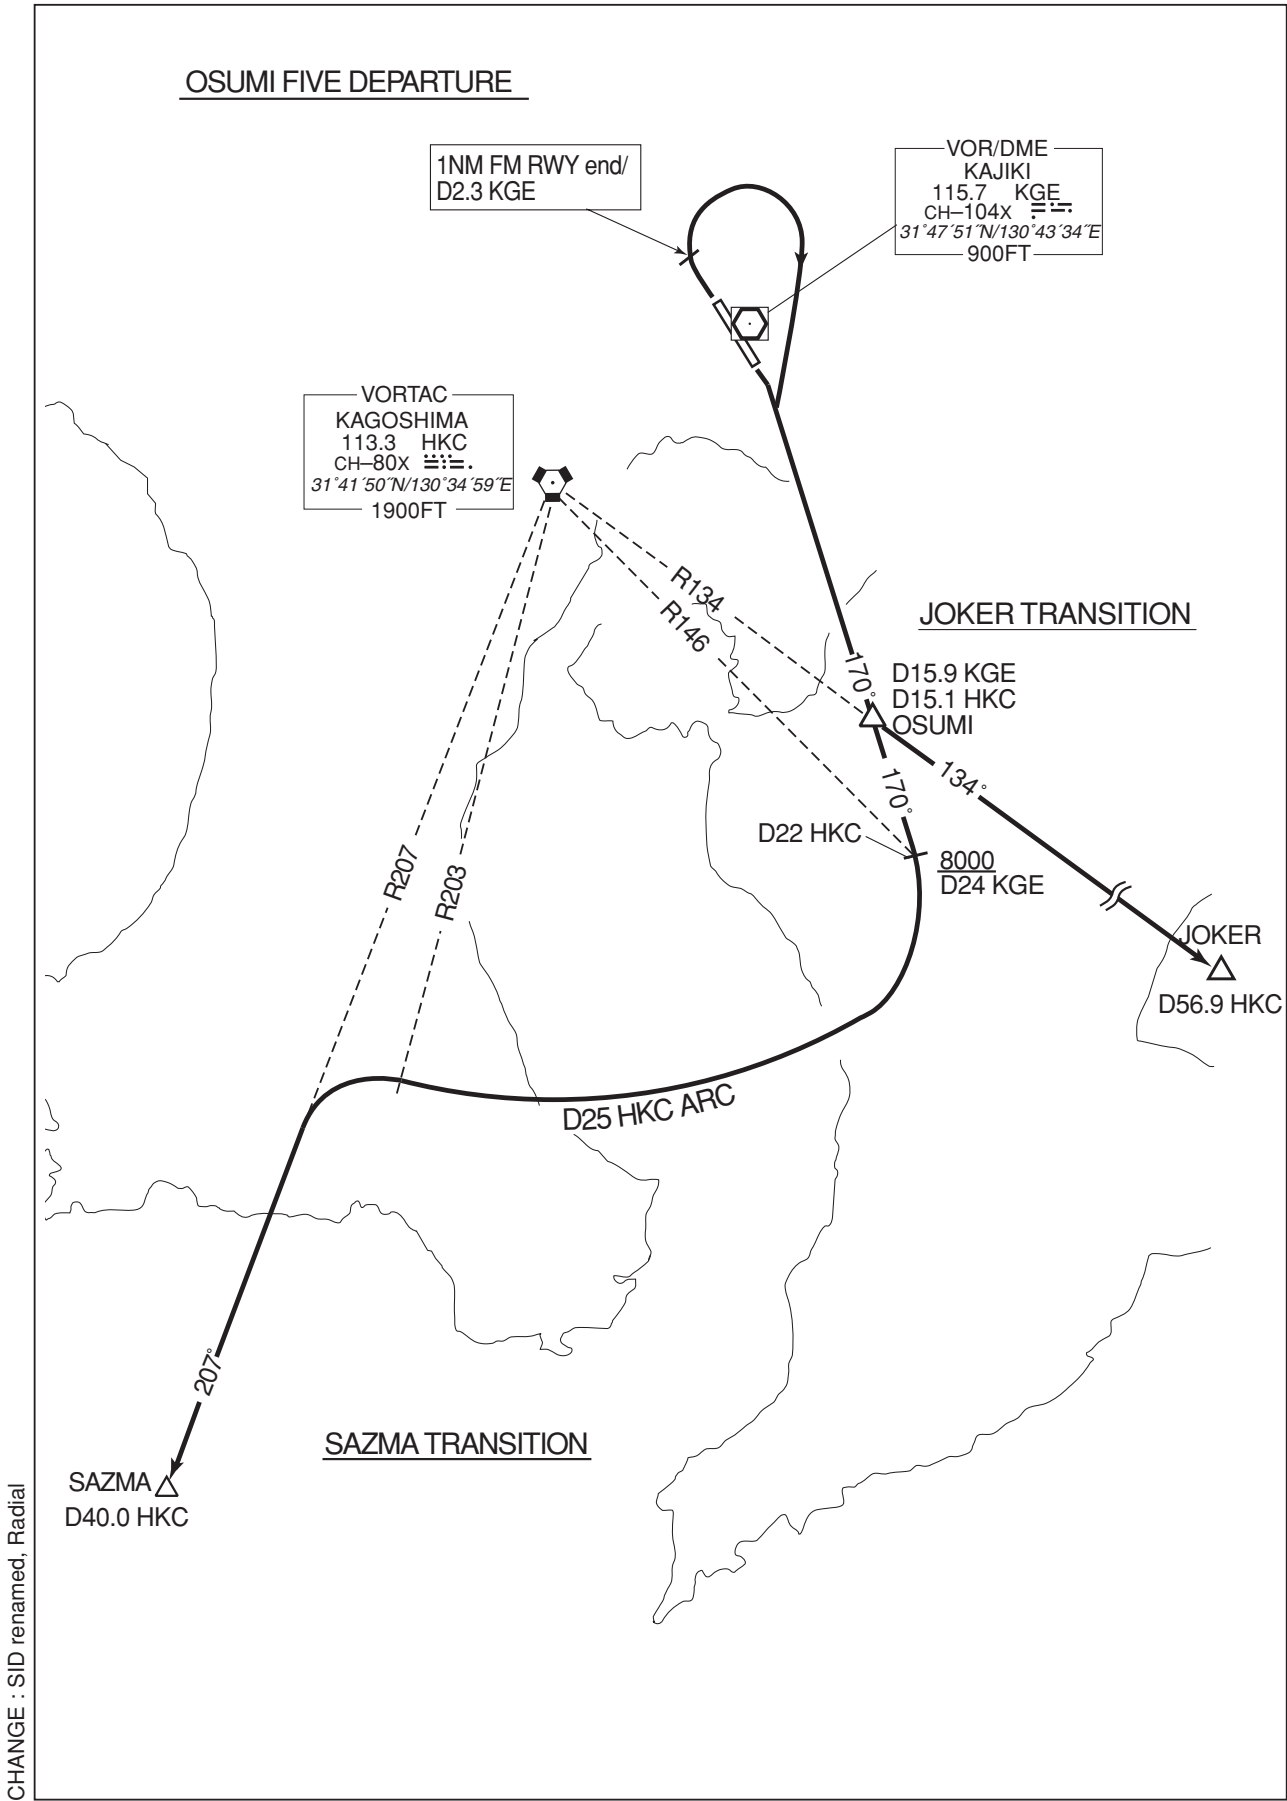 OSUMI FIVE DEPARTURE
1NM FM RWY end/
D2.3 KGE
VOR/DME
KAJIKI
115.7 KGE
CH–104X
31°47´51˝N/130°43´34˝E
900FT
VORTAC
KAGOSHIMA
113.3 HKC
CH–80X
31°41´50˝N/130°34´59˝E
1900FT
R134
R146
JOKER TRANSITION
170°
D15.9 KGE
D15.1 HKC
OSUMI
170°
134°
D22 HKC
8000
D24 KGE
R207
R203
JOKER
D56.9 HKC
D25 HKC ARC
207°
SAZMA TRANSITION
SAZMA
D40.0 HKC
CHANGE : SID renamed, Radial